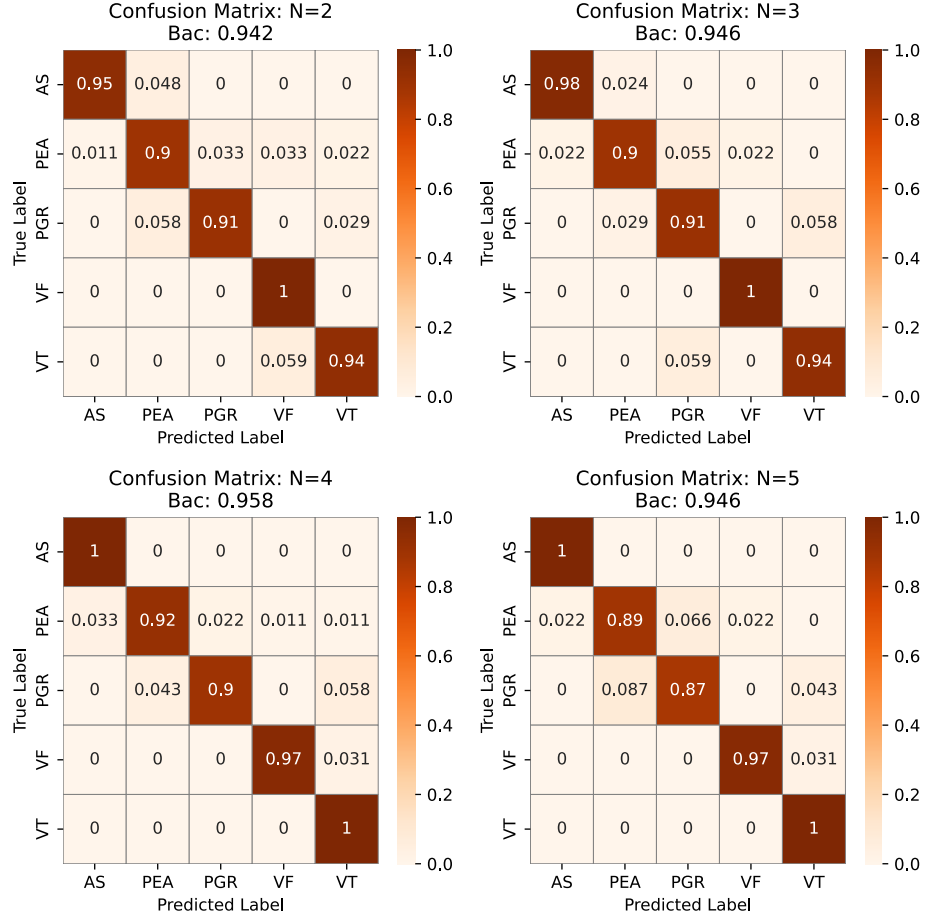 Confusion Matrix: N=2
Bac: 0.942
True Label
AS 0.95 0.048 0 0 0
PEA 0.011 0.9 0.033 0.033 0.022
PGR 0 0.058 0.91 0 0.029
VF 0 0 0 1 0
VT 0 0 0 0.059 0.94
AS PEA PGR VF VT
Predicted Label
1.0
0.8
0.6
0.4
0.2
0.0
Confusion Matrix: N=3
Bac: 0.946
True Label
AS 0.98 0.024 0 0 0
PEA 0.022 0.9 0.055 0.022 0
PGR 0 0.029 0.91 0 0.058
VF 0 0 0 1 0
VT 0 0 0.059 0 0.94
AS PEA PGR VF VT
Predicted Label
1.0
0.8
0.6
0.4
0.2
0.0
Confusion Matrix: N=4
Bac: 0.958
True Label
AS 1 0 0 0 0
PEA 0.033 0.92 0.022 0.011 0.011
PGR 0 0.043 0.9 0 0.058
VF 0 0 0 0.97 0.031
VT 0 0 0 0 1
AS PEA PGR VF VT
Predicted Label
1.0
0.8
0.6
0.4
0.2
0.0
Confusion Matrix: N=5
Bac: 0.946
True Label
AS 1 0 0 0 0
PEA 0.022 0.89 0.066 0.022 0
PGR 0 0.087 0.87 0 0.043
VF 0 0 0 0.97 0.031
VT 0 0 0 0 1
AS PEA PGR VF VT
Predicted Label
1.0
0.8
0.6
0.4
0.2
0.0